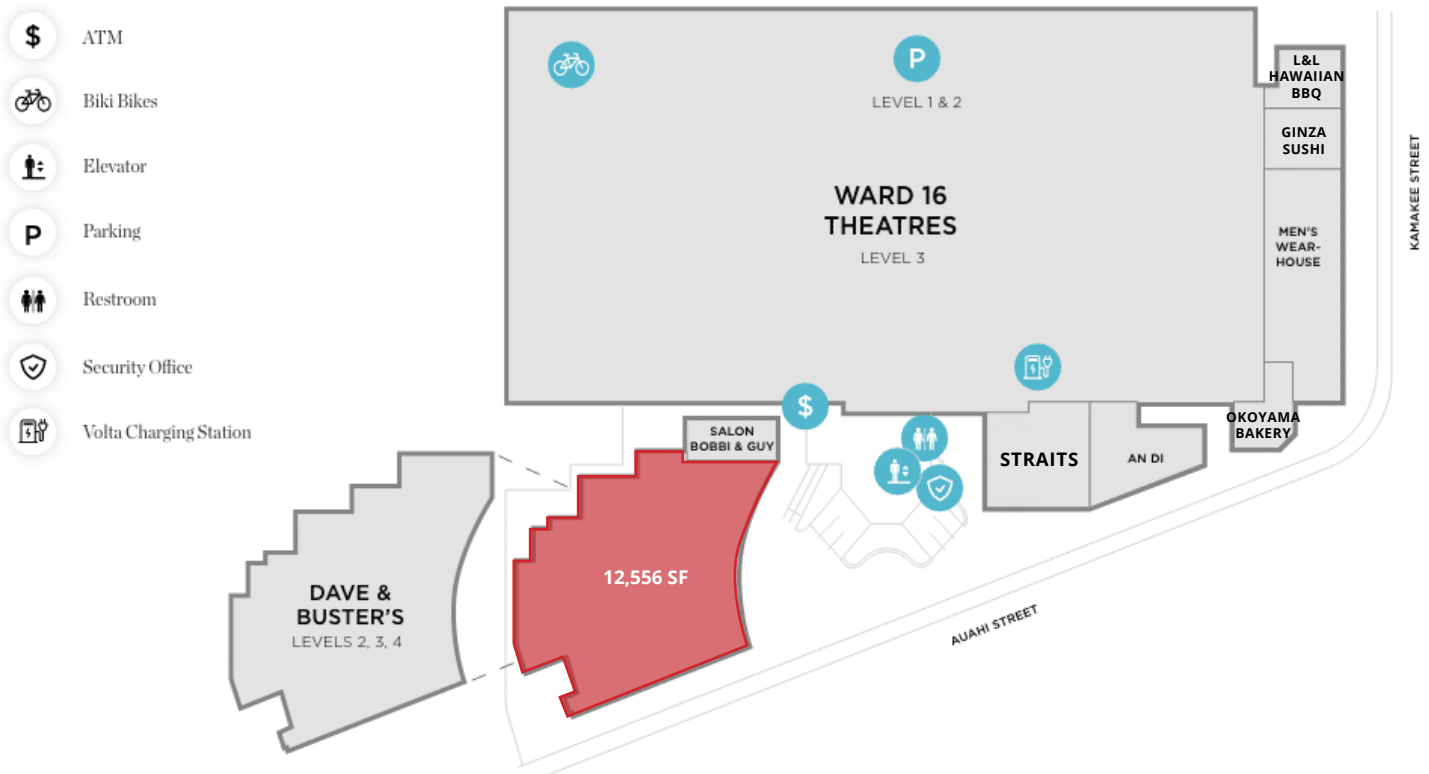 $
ATM
Biki Bikes
Elevator
P
Parking
Restroom
Security Office
Volta Charging Station
P
LEVEL 1 & 2
WARD 16
THEATRES
LEVEL 3
L&L
HAWAIIAN
BBQ
GINZA
SUSHI
MEN'S
WEAR-
HOUSE
KAMAKEE STREET
$
SALON
BOBBI & GUY
STRAITS
AN DI
OKOYAMA
BAKERY
12,556 SF
DAVE &
BUSTER'S
LEVELS 2, 3, 4
AUAHI STREET